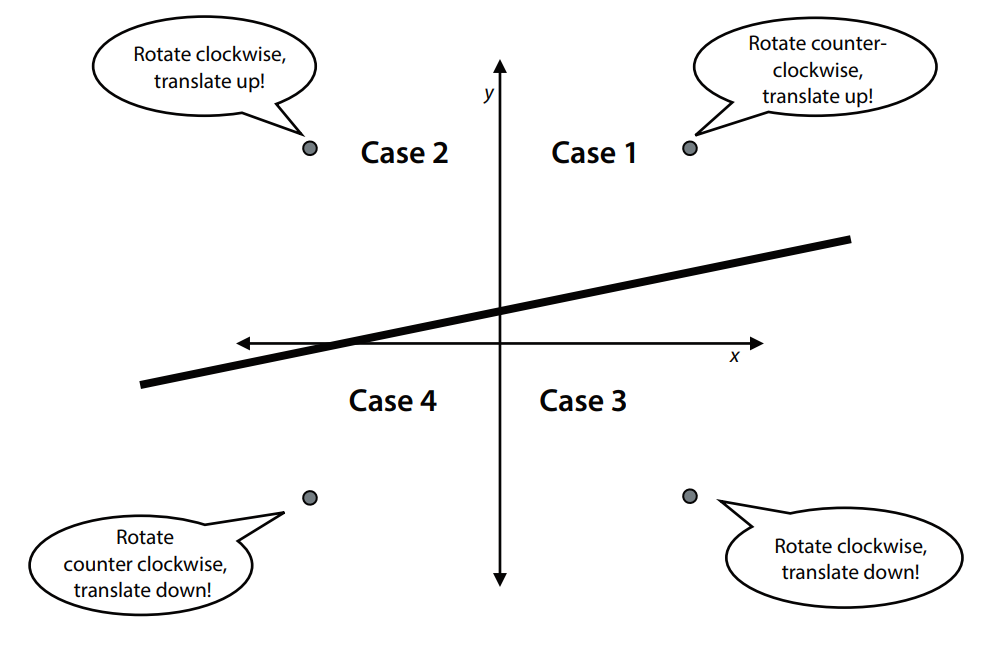 Rotate clockwise,
translate up!
Rotate counter-
clockwise,
translate up!
y
Case 2
Case 1
x
Case 4
Case 3
Rotate
counter clockwise,
translate down!
Rotate clockwise,
translate down!